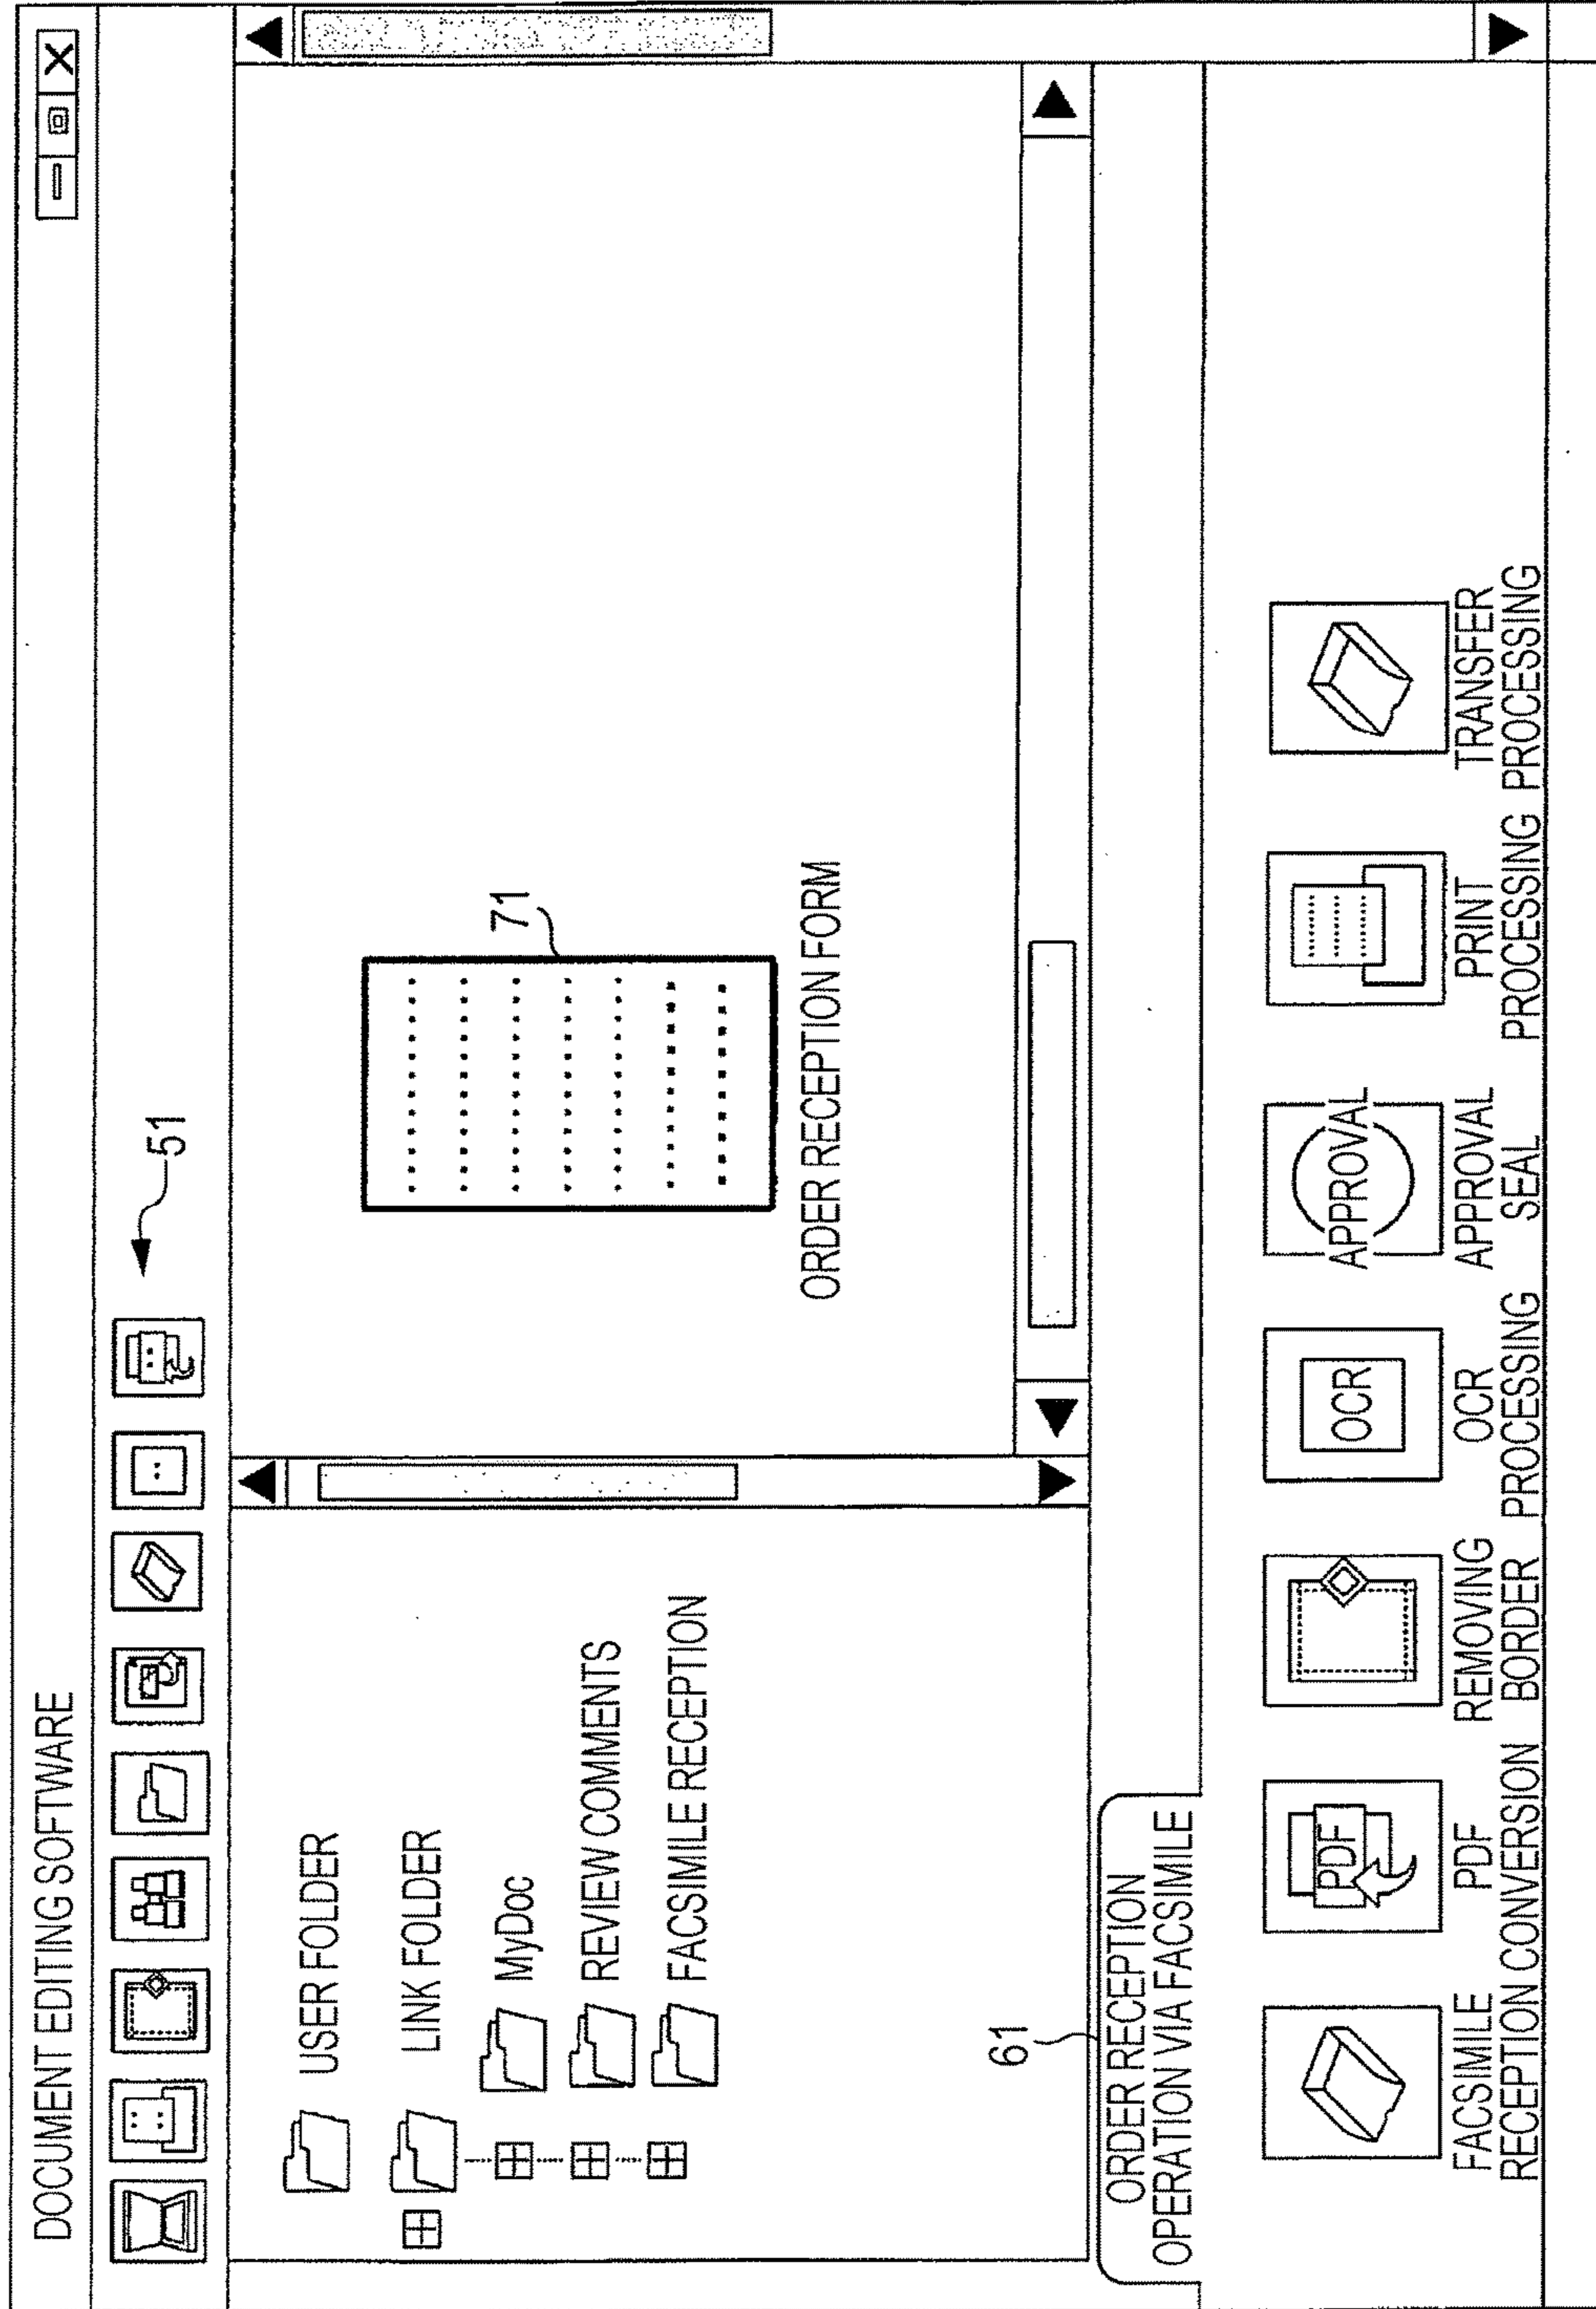 DOCUMENT EDITING SOFTWARE
51
USER FOLDER
LINK FOLDER
MyDoc
REVIEW COMMENTS
FACSIMILE RECEPTION
71
ORDER RECEPTION FORM
61
ORDER RECEPTION
OPERATION VIA FACSIMILE
PDF
OCR
APPROVAL
FACSIMILE
RECEPTION
PDF
CONVERSION
REMOVING
BORDER
OCR
PROCESSING
APPROVAL
SEAL
PRINT
PROCESSING
TRANSFER
PROCESSING